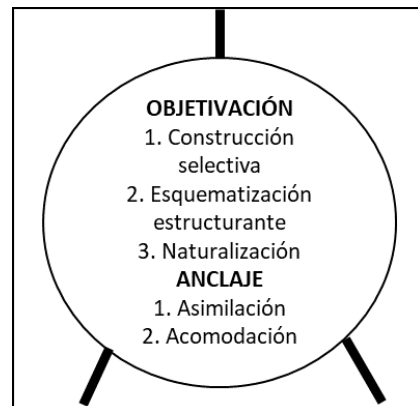 OBJETIVACIÓN
1. Construcción
selectiva
2. Esquematización
estructurante
3. Naturalización
ANCLAJE
1. Asimilación
2. Acomodación